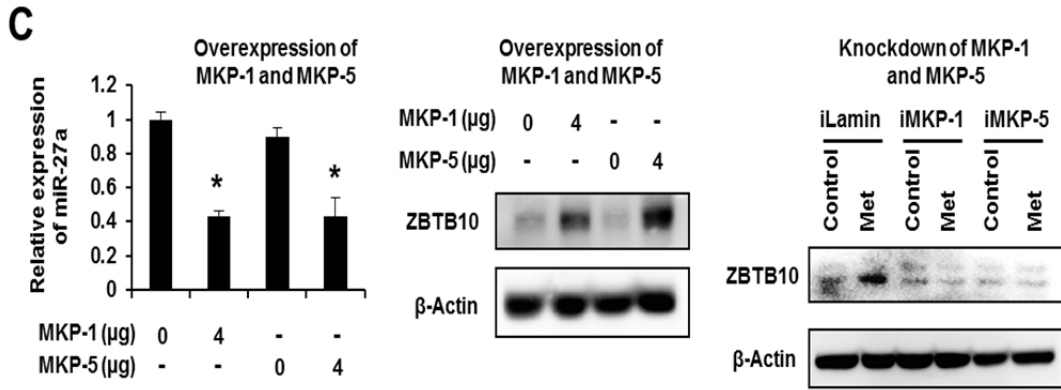 C
Overexpression of
MKP-1 and MKP-5
Relative expression
of miR-27a
1.2
1
0.8
0.6
0.4
0.2
0
*
*
MKP-1 (µg) 0 4 - -
MKP-5 (µg) - - 0 4
Overexpression of
MKP-1 and MKP-5
MKP-1 (µg) 0 4 - -
MKP-5 (µg) - - 0 4
ZBTB10
β-Actin
Knockdown of MKP-1
and MKP-5
iLamin iMKP-1 iMKP-5
Control Met Control Met Control Met
ZBTB10
β-Actin